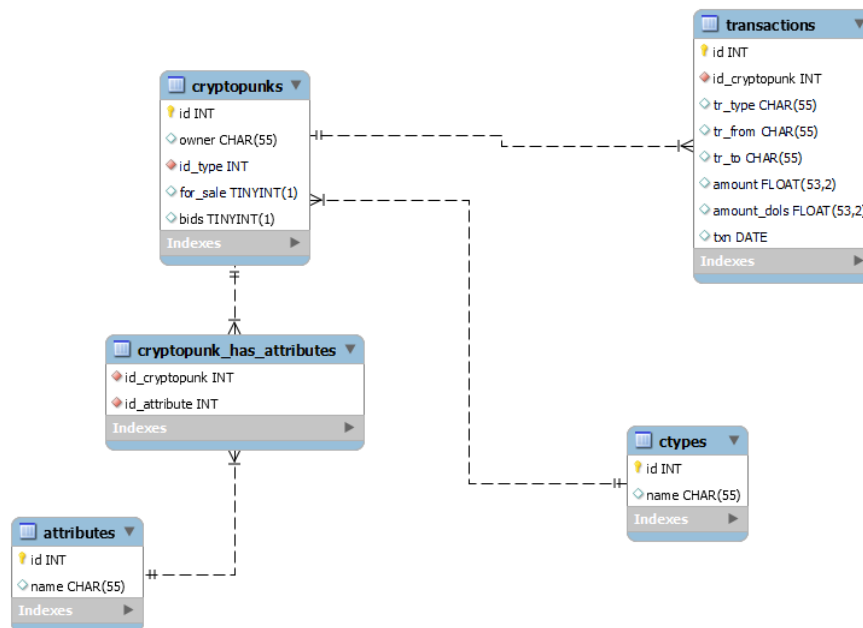 transactions
id INT
id_cryptopunk INT
tr_type CHAR(55)
tr_from CHAR(55)
tr_to CHAR(55)
amount FLOAT(53,2)
amount_dols FLOAT(53,2)
txn DATE
Indexes
cryptopunks
id INT
owner CHAR(55)
id_type INT
for_sale TINYINT(1)
bids TINYINT(1)
Indexes
cryptopunk_has_attributes
id_cryptopunk INT
id_attribute INT
Indexes
ctypes
id INT
name CHAR(55)
Indexes
attributes
id INT
name CHAR(55)
Indexes